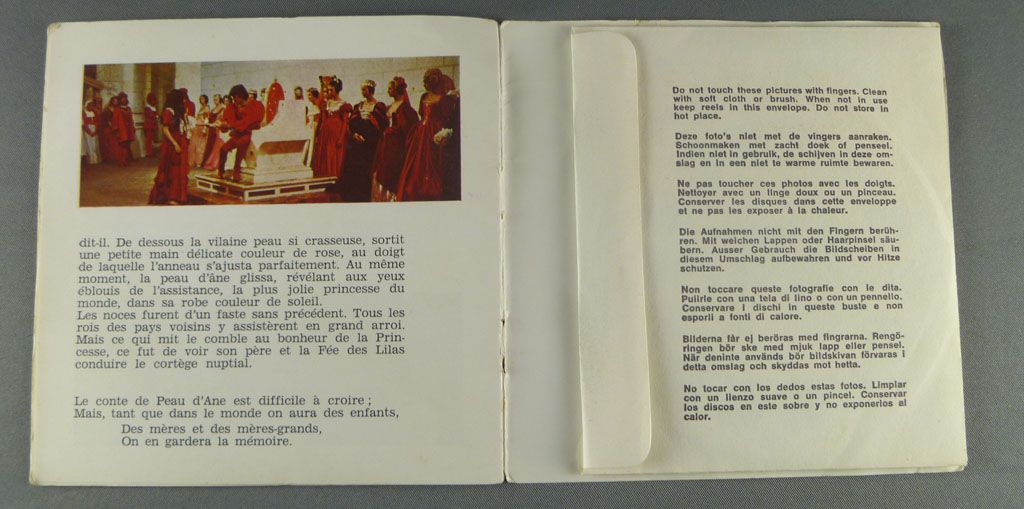 dit-il. De dessous la vilaine peau si crasseuse, sortit
une petite main délicate couleur de rose, au doigt
de laquelle l'anneau s'ajusta parfaitement. Au même
moment, la peau d'âne glissa, révélant aux yeux
éblouis de l'assistance, la plus jolie princesse du
monde, dans sa robe couleur de soleil.
Les noces furent d'un faste sans précédent. Tous les
rois des pays voisins y assistèrent en grand arroi.
Mais ce qui mit le comble au bonheur de la Prin-
cesse, ce fut de voir son père et la Fée des Lilas
conduire le cortège nuptial.
Le conte de Peau d'Ane est difficile à croire ;
Mais, tant que dans le monde on aura des enfants,
Des mères et des mères-grands,
On en gardera la mémoire.
Do not touch these pictures with fingers. Clean
with soft cloth or brush. When not in use
keep reels in this envelope. Do not store in
hot place.
Deze foto's niet met de vingers aanraken.
Schoonmaken met zacht doek of penseel.
Indien niet in gebruik, de schijven in deze om-
slag en in een niet te warme ruimte bewaren.
Ne pas toucher ces photos avec les doigts.
Nettoyer avec un linge doux ou un pinceau.
Conserver les disques dans cette enveloppe
et ne pas les exposer à la chaleur.
Die Aufnahmen nicht mit den Fingern berüh-
ren. Mit weichen Lappen oder Haarpinsel säu-
bern. Ausser Gebrauch die Bildscheiben in
diesem Umschlag aufbewahren und vor Hitze
schutzen.
Non toccare queste fotografie con le dita.
Pulirle con una tela di lino o con un pennello.
Conservare i dischi in queste buste e non
esporli a fonti di calore.
Bilderna får ej beröras med fingrarna. Rengö-
ringen bör ske med mjuk lapp eller pensel.
När deninte används bör bildskivan förvaras i
detta omslag och skyddas mot hetta.
No tocar con los dedos estas fotos. Limpiar
con un lienzo suave o un pincel. Conservar
los discos en este sobre y no exponerlos al
calor.